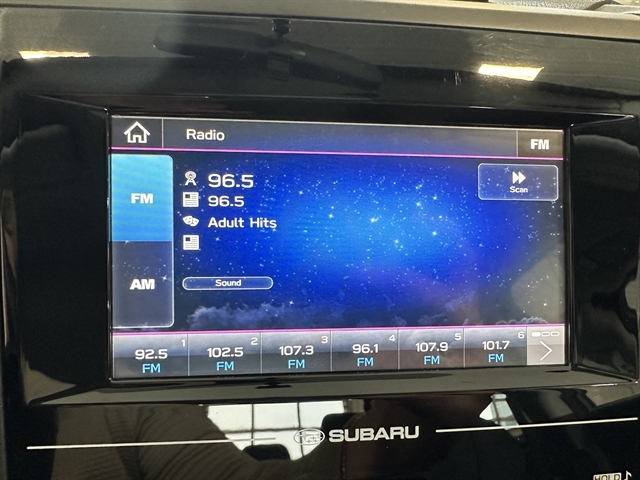 Radio
FM
FM
96.5
Scan
96.5
Adult Hits
AM
Sound
1 2 3 4 5 6
92.5 102.5 107.3 96.1 107.9 101.7
FM FM FM FM FM FM
SUBARU
HOLD